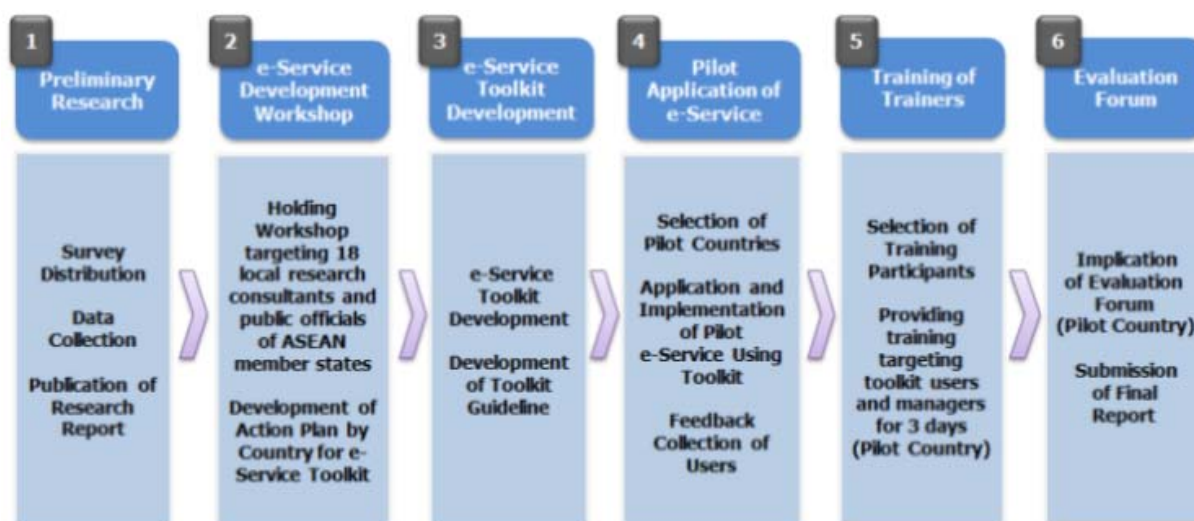 1
Preliminary
Research
2
e-Service
Development
Workshop
3
e-Service
Toolkit
Development
4
Pilot
Application of
e-Service
5
Training of
Trainers
6
Evaluation
Forum
Survey
Distribution
Data
Collection
Publication of
Research
Report
Holding
Workshop
targeting 18
local research
consultants and
public officials
of ASEAN
member states
Development of
Action Plan by
Country for e-
Service Toolkit
e-Service
Toolkit
Development
Development
of Toolkit
Guideline
Selection of
Pilot Countries
Application and
Implementation
of Pilot
e-Service Using
Toolkit
Feedback
Collection of
Users
Selection of
Training
Participants
Providing
training
targeting
toolkit users
and managers
for 3 days
(Pilot Country)
Implication
of Evaluation
Forum
(Pilot Country)
Submission
of Final
Report